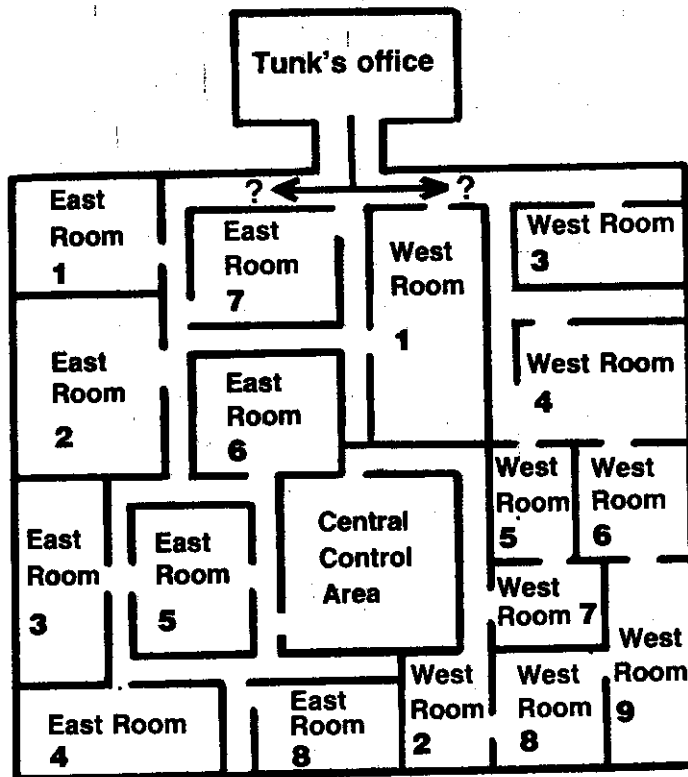 Tunk's office
? ?
East
Room
1
East
Room
7
West
Room
1
West Room
3
East
Room
2
East
Room
6
West Room
4
West
Room
5
West
Room
6
East
Room
3
East
Room
5
Central
Control
Area
West
Room 7
West
Room
9
East Room
4
East
Room
8
West
Room
2
West
Room
8